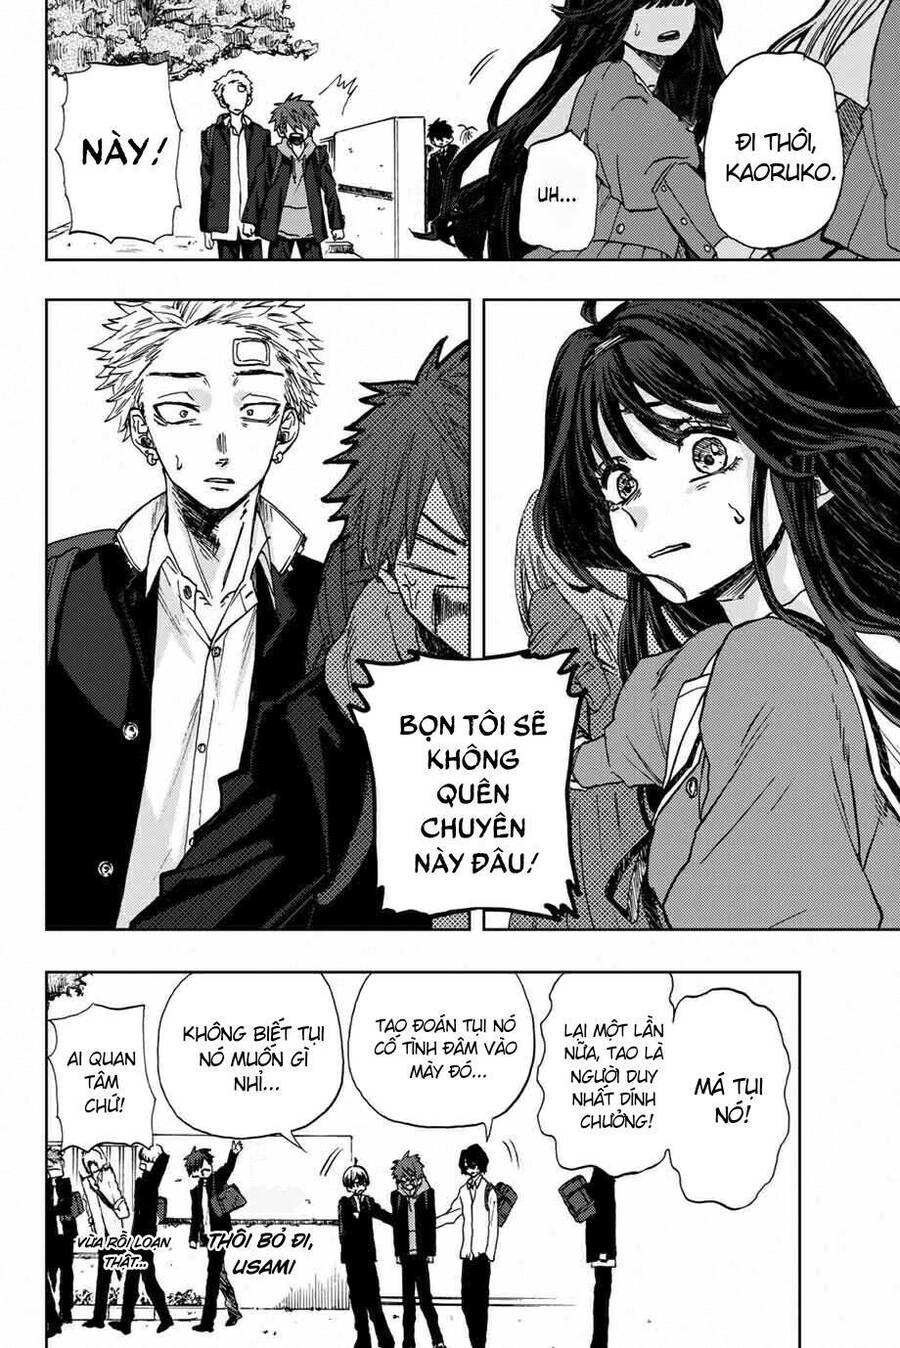 ĐI THÔI,
KAORUKO.
UH...
NÀY!
BỌN TÔI SẼ
KHÔNG
QUÊN
CHUYÊN
NÀY ĐÂU!
MÁ TỤI
NÓ!
LẠI MỘT LẦN
NỮA, TAO LÀ
NGƯỜI DUY
NHẤT DÍNH
CHƯỞNG!
TAO ĐOÁN TỤI NÓ
CỐ TÌNH ĐÂM VÀO
MÀY ĐÓ...
KHÔNG BIẾT TỤI
NÓ MUỐN GÌ
NHỈ...
THÔI BỎ ĐI,
USAMI
AI QUAN
TÂM
CHỨ!
VỪA RỒI LOẠN
THẬT...